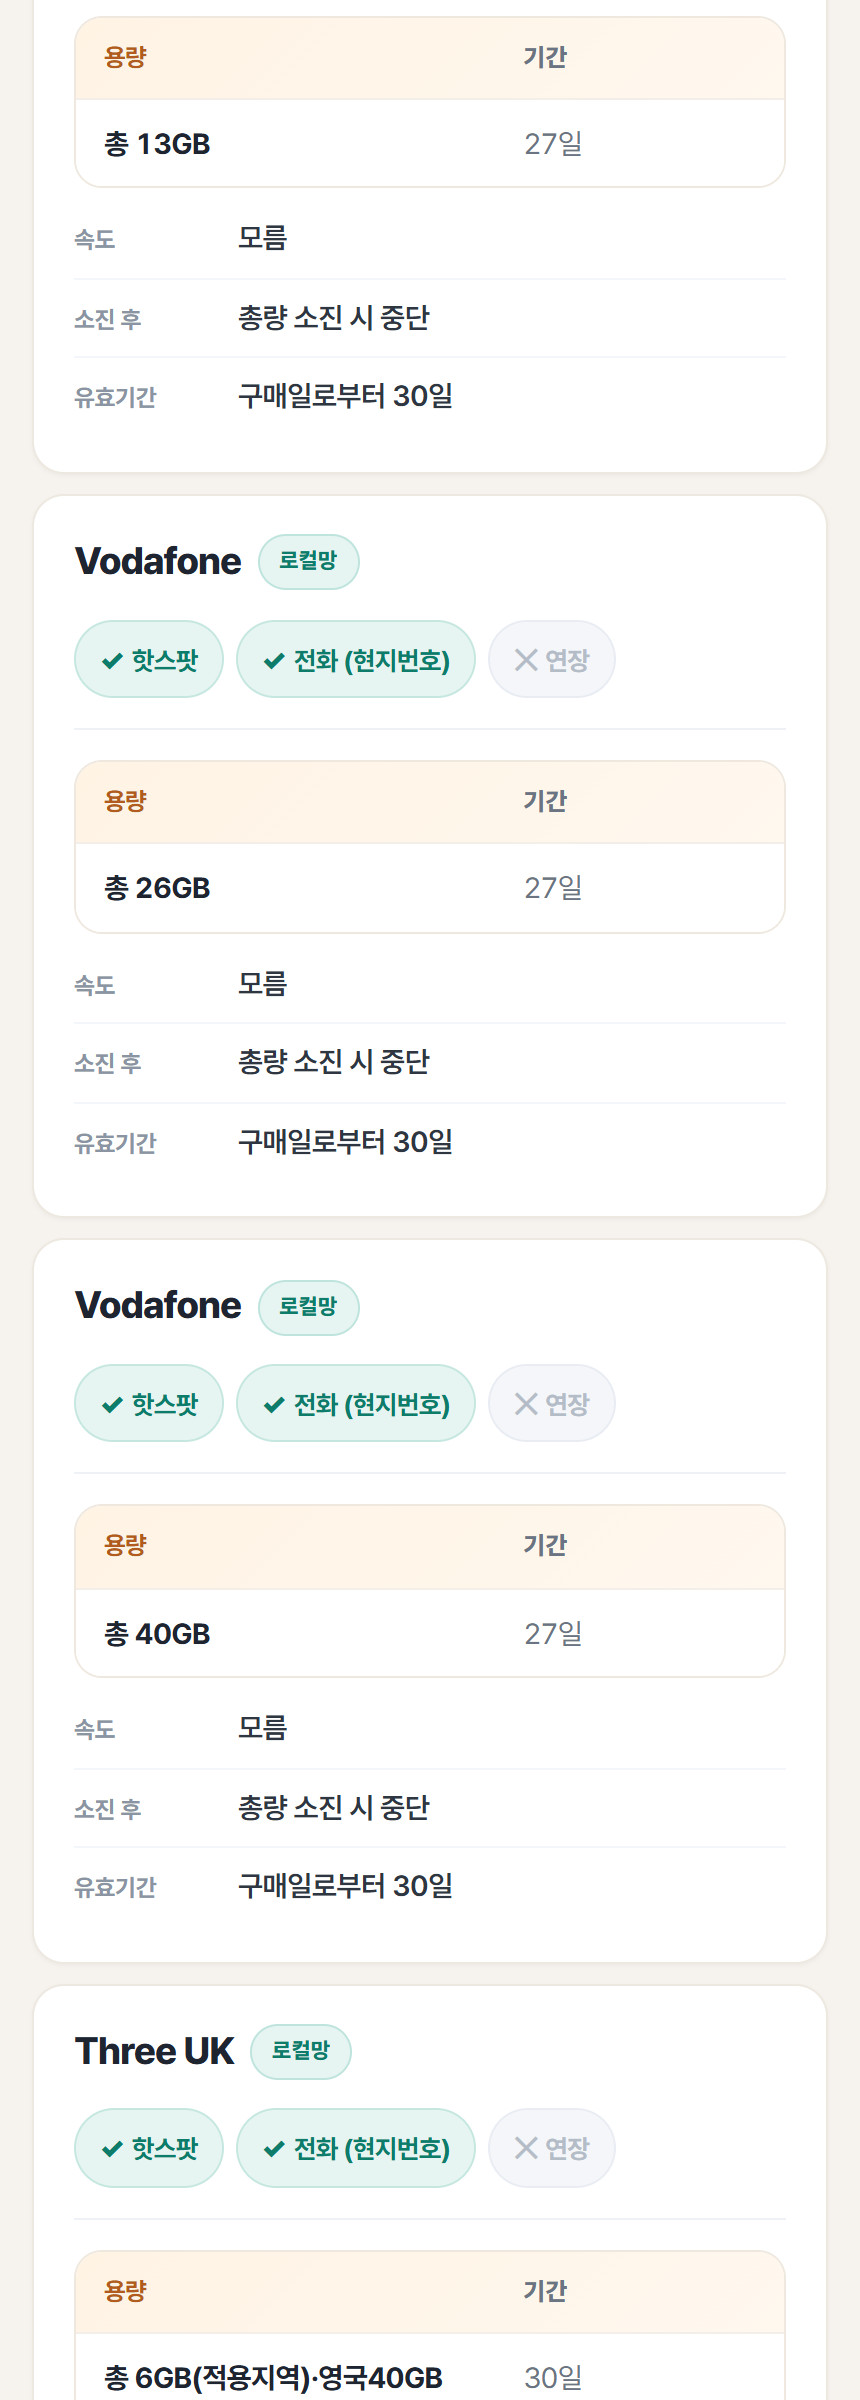 용량 기간
총 13GB 27일
속도 모름
소진 후 총량 소진 시 중단
유효기간 구매일로부터 30일
Vodafone 로컬망
✓ 핫스팟 ✓ 전화 (현지번호) ✕ 연장
용량 기간
총 26GB 27일
속도 모름
소진 후 총량 소진 시 중단
유효기간 구매일로부터 30일
Vodafone 로컬망
✓ 핫스팟 ✓ 전화 (현지번호) ✕ 연장
용량 기간
총 40GB 27일
속도 모름
소진 후 총량 소진 시 중단
유효기간 구매일로부터 30일
Three UK 로컬망
✓ 핫스팟 ✓ 전화 (현지번호) ✕ 연장
용량 기간
총 6GB(적용지역)·영국40GB 30일